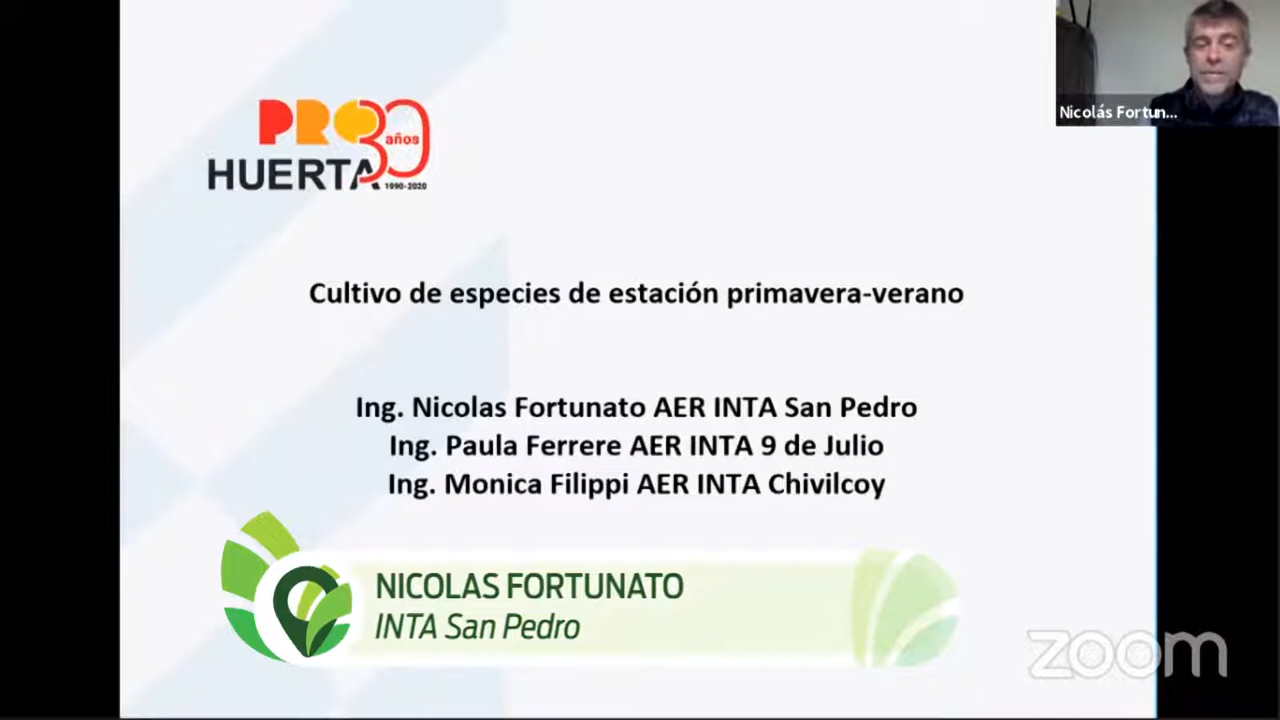 Nicolás Fortun...
PRO 30 años
HUERTA 1990-2020
Cultivo de especies de estación primavera-verano
Ing. Nicolas Fortunato AER INTA San Pedro
Ing. Paula Ferrere AER INTA 9 de Julio
Ing. Monica Filippi AER INTA Chivilcoy
NICOLAS FORTUNATO
INTA San Pedro
zoom